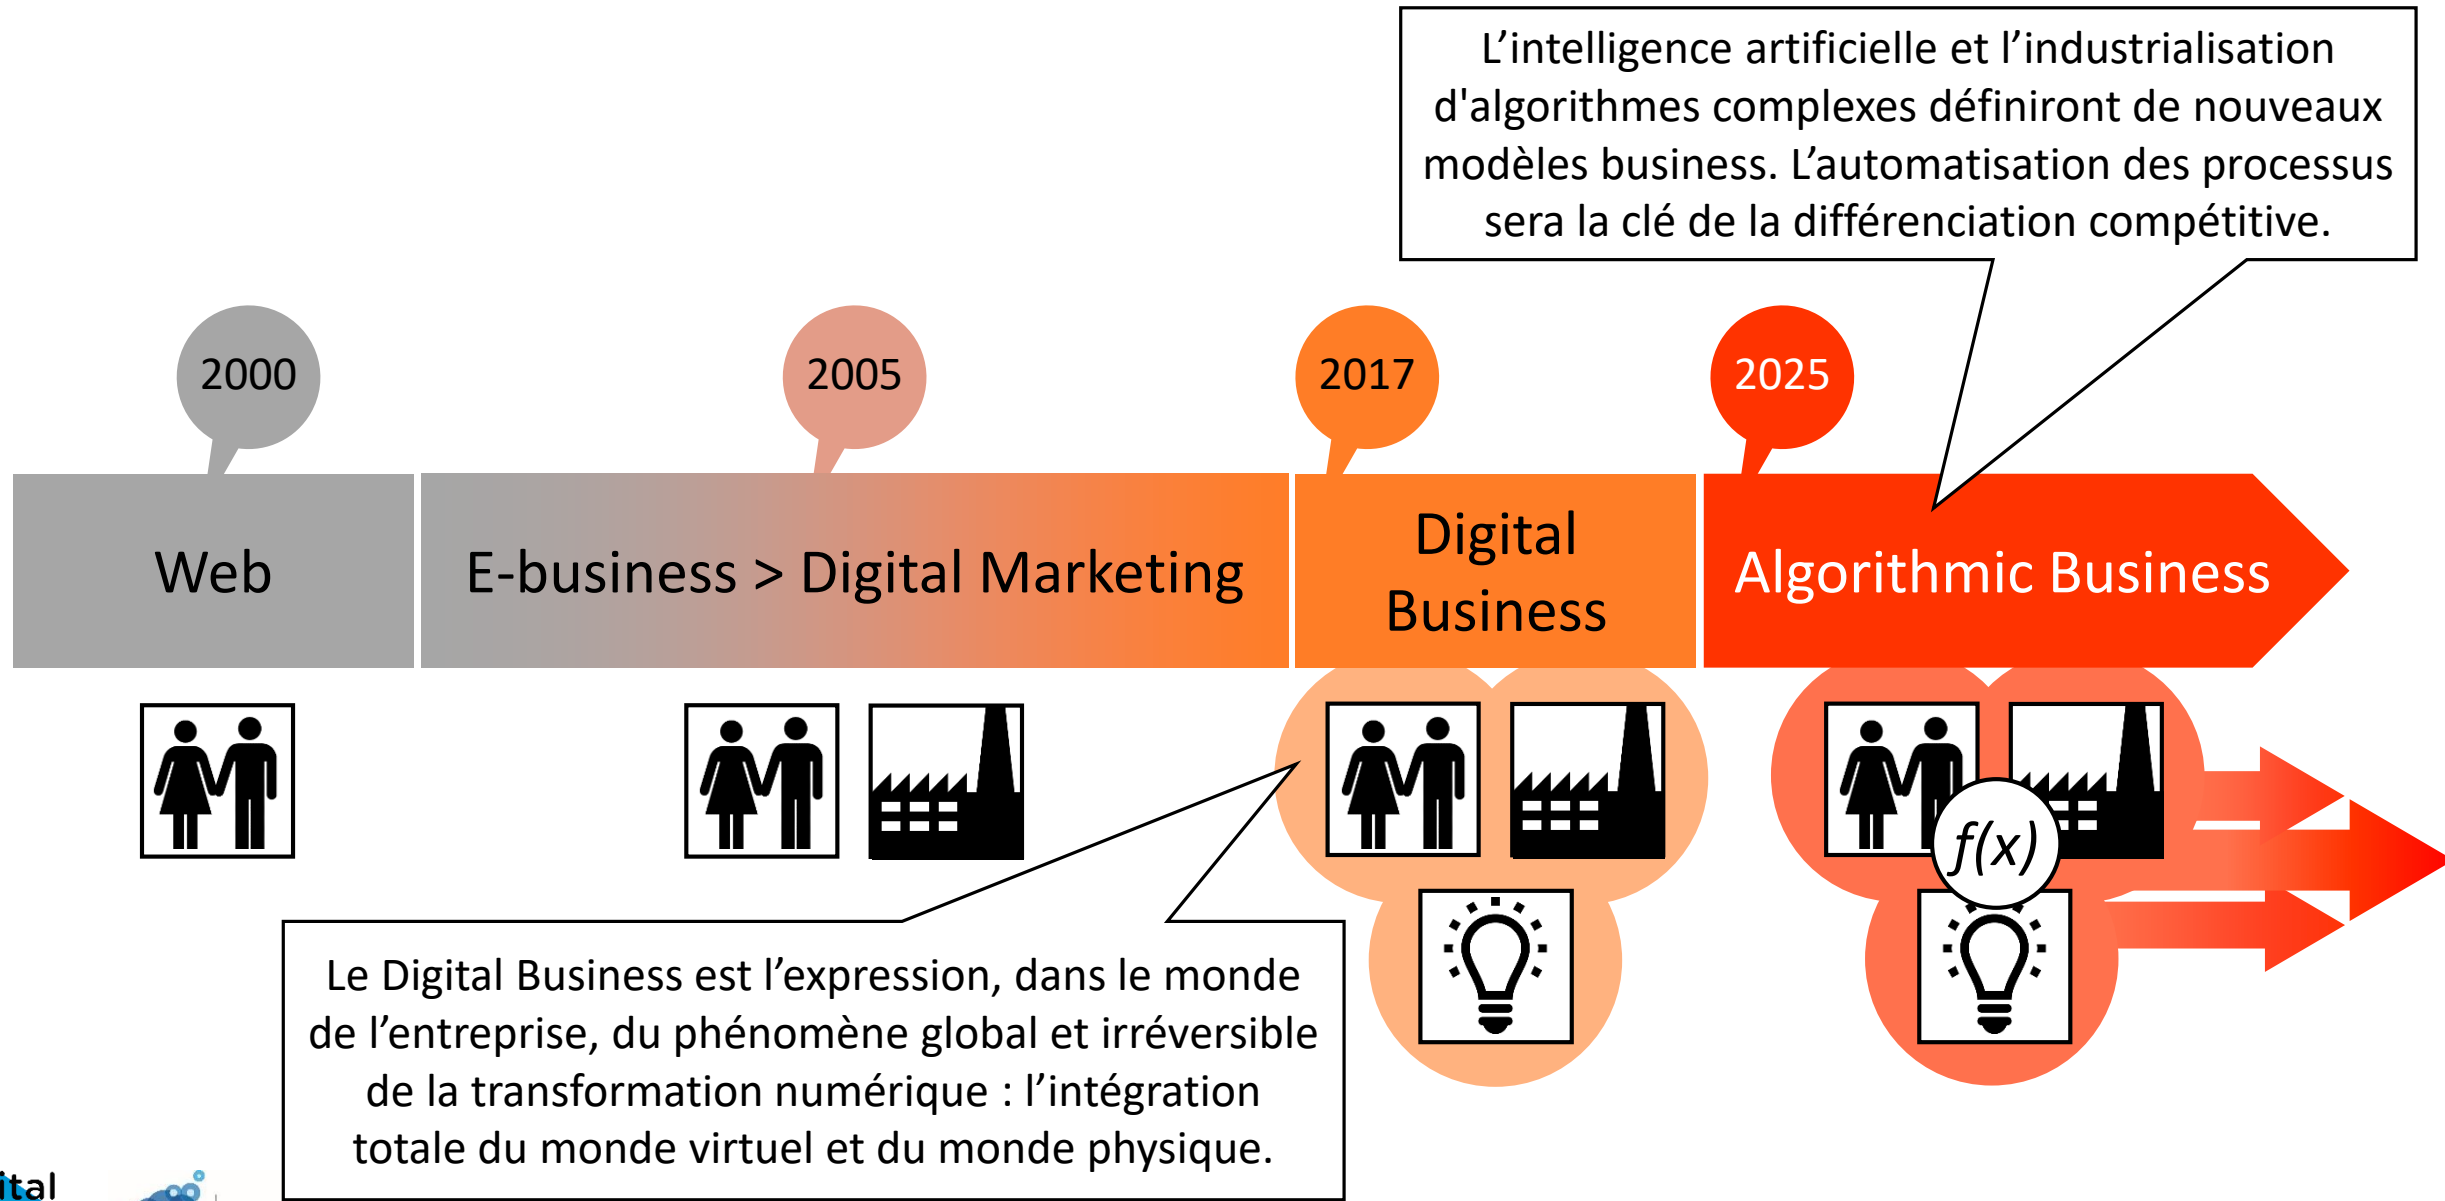 L’intelligence artificielle et l’industrialisation
d'algorithmes complexes définiront de nouveaux
modèles business. L’automatisation des processus
sera la clé de la différenciation compétitive.
2000
2005
2017
2025
Web
E-business > Digital Marketing
Digital
Business
Algorithmic Business
f(x)
Le Digital Business est l’expression, dans le monde
de l’entreprise, du phénomène global et irréversible
de la transformation numérique : l’intégration
totale du monde virtuel et du monde physique.
ital